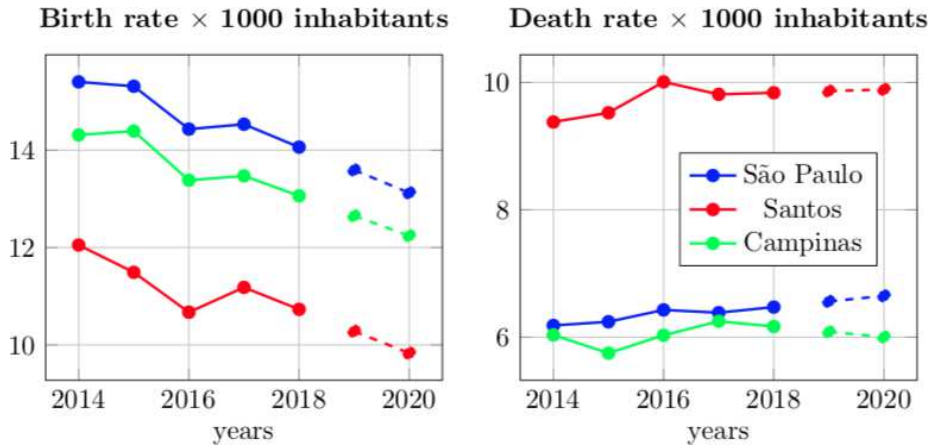 Birth rate × 1000 inhabitants
14
12
10
2014 2016 2018 2020
years
Death rate × 1000 inhabitants
10
8
6
São Paulo
Santos
Campinas
2014 2016 2018 2020
years